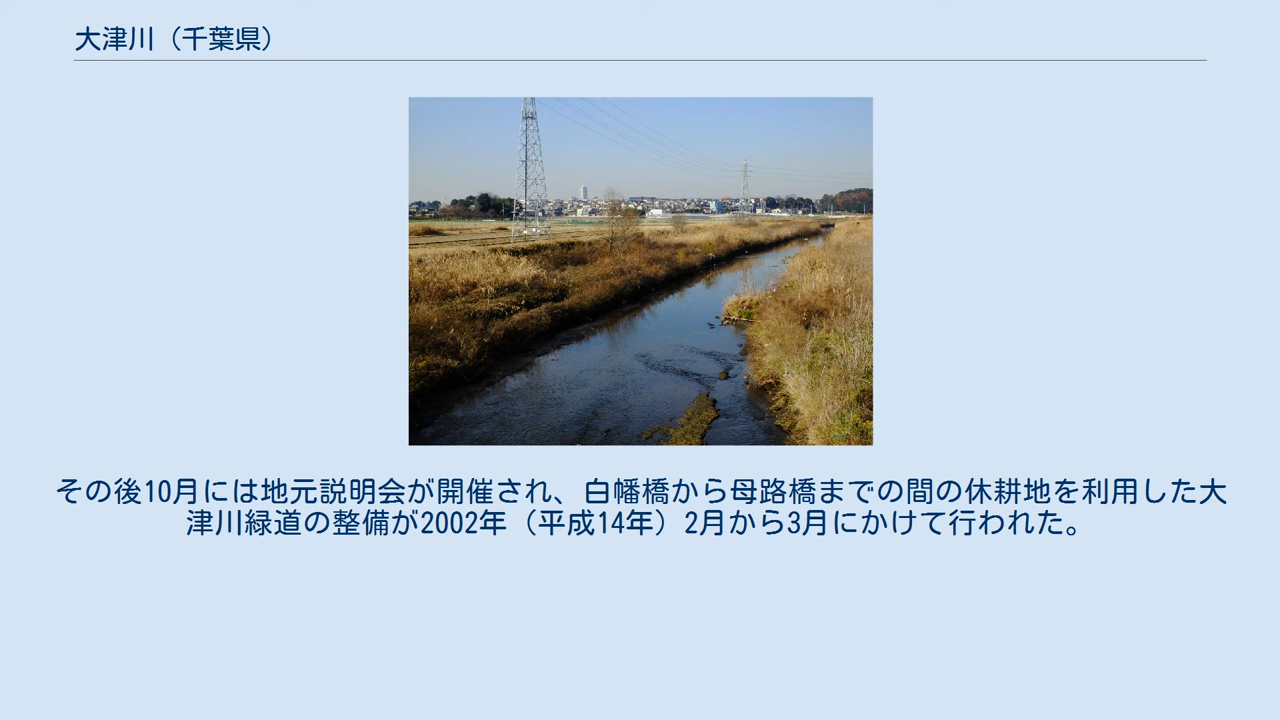 大津川（千葉県）
その後10月には地元説明会が開催され、白幡橋から母路橋までの間の休耕地を利用した大
津川緑道の整備が2002年（平成14年）2月から3月にかけて行われた。